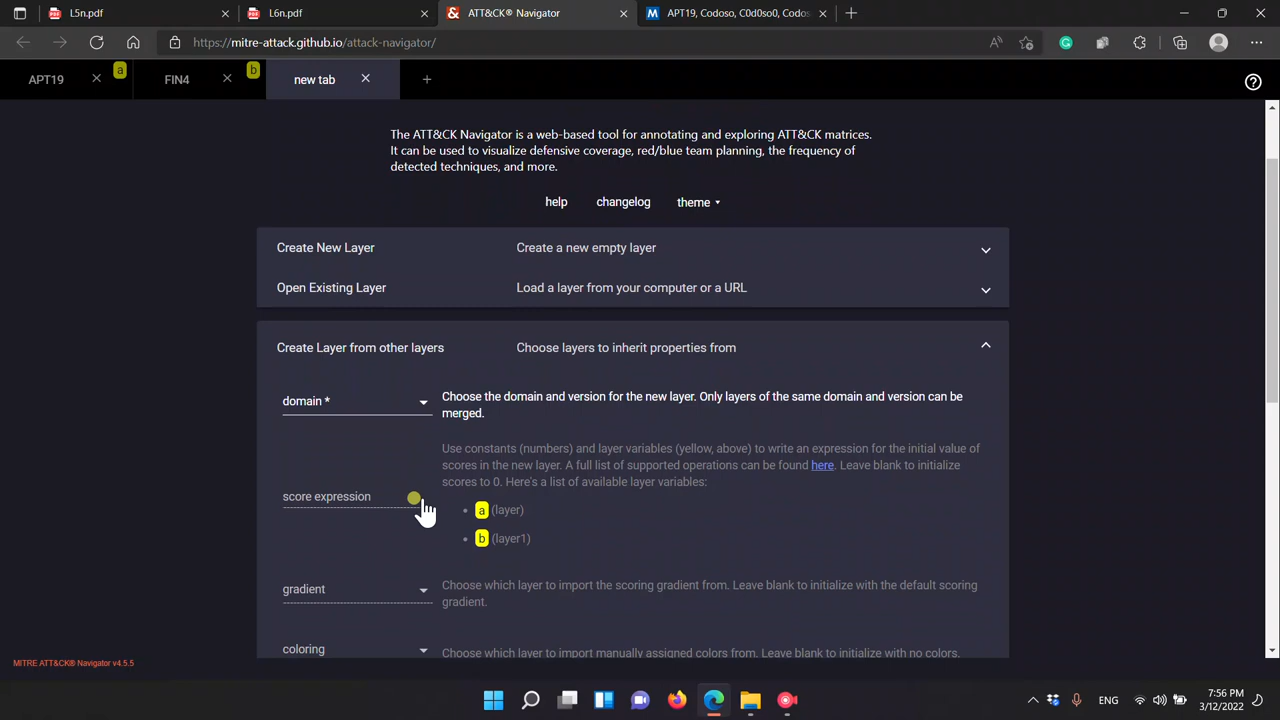 L5n.pdf
L6n.pdf
ATT&CK® Navigator
APT19, Codoso, C0d0so0, Codos
https://mitre-attack.github.io/attack-navigator/
APT19
a
FIN4
b
new tab
The ATT&CK Navigator is a web-based tool for annotating and exploring ATT&CK matrices.
It can be used to visualize defensive coverage, red/blue team planning, the frequency of
detected techniques, and more.
help changelog theme
Create New Layer Create a new empty layer
Open Existing Layer Load a layer from your computer or a URL
Create Layer from other layers Choose layers to inherit properties from
domain *
Choose the domain and version for the new layer. Only layers of the same domain and version can be
merged.
score expression
Use constants (numbers) and layer variables (yellow, above) to write an expression for the initial value of
scores in the new layer. A full list of supported operations can be found here. Leave blank to initialize
scores to 0. Here's a list of available layer variables:
a (layer)
b (layer1)
gradient
Choose which layer to import the scoring gradient from. Leave blank to initialize with the default scoring
gradient.
coloring
Choose which layer to import manually assigned colors from. Leave blank to initialize with no colors.
MITRE ATT&CK® Navigator v4.5.5
ENG
7:56 PM
3/12/2022